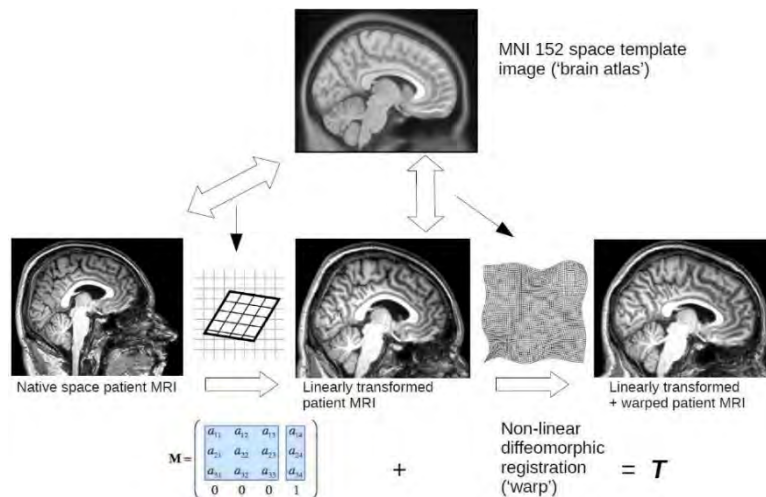 MNI 152 space template
image (‘brain atlas’)
Native space patient MRI
Linearly transformed
patient MRI
Linearly transformed
+ warped patient MRI
M = ( a₁₁ a₁₂ a₁₃ a₁₄
a₂₁ a₂₂ a₂₃ a₂₄
a₃₁ a₃₂ a₃₃ a₃₄
0 0 0 1 )
+
Non-linear
diffeomorphic
registration
(‘warp’)
= T